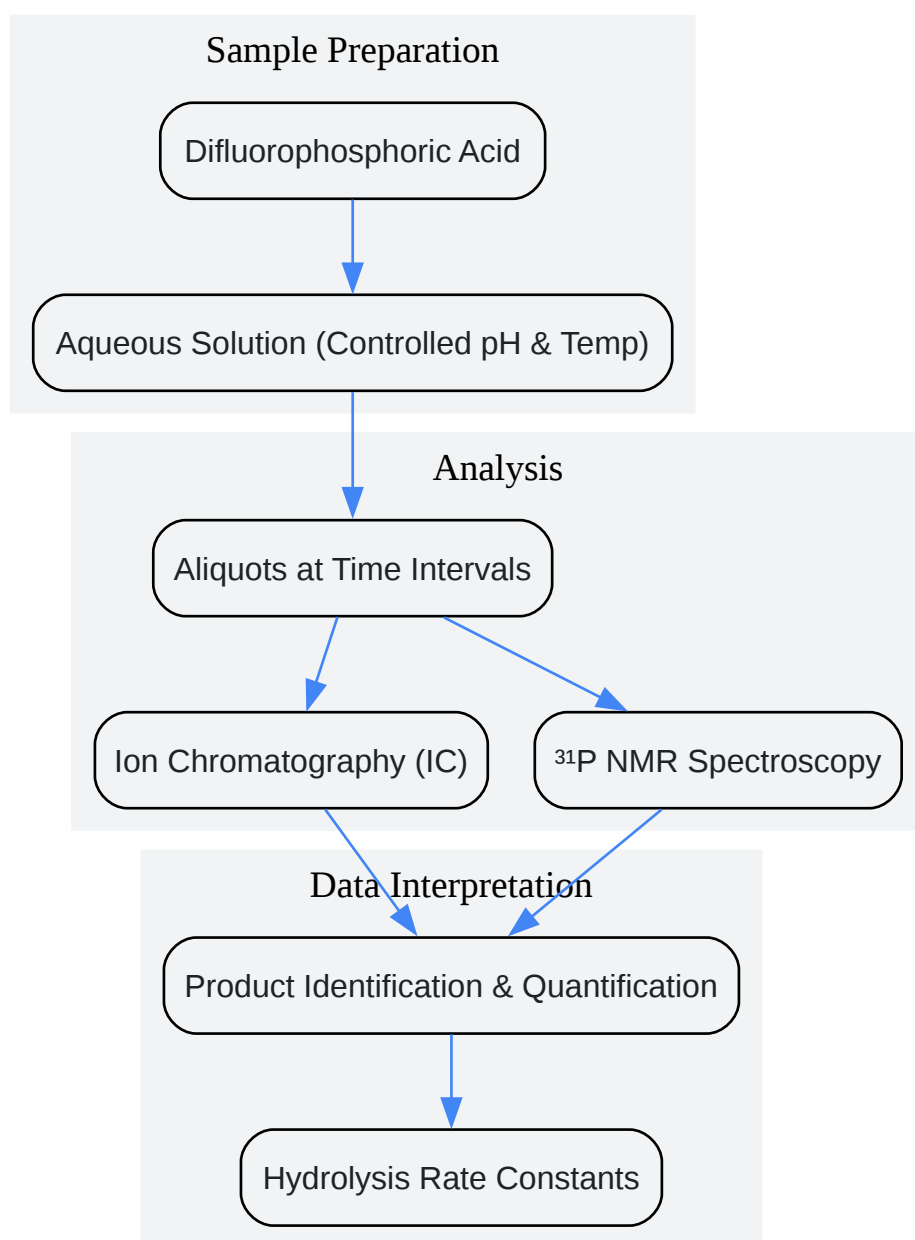 Sample Preparation
Difluorophosphoric Acid
Aqueous Solution (Controlled pH & Temp)
Analysis
Aliquots at Time Intervals
Ion Chromatography (IC)
³¹P NMR Spectroscopy
Data Interpretation
Product Identification & Quantification
Hydrolysis Rate Constants